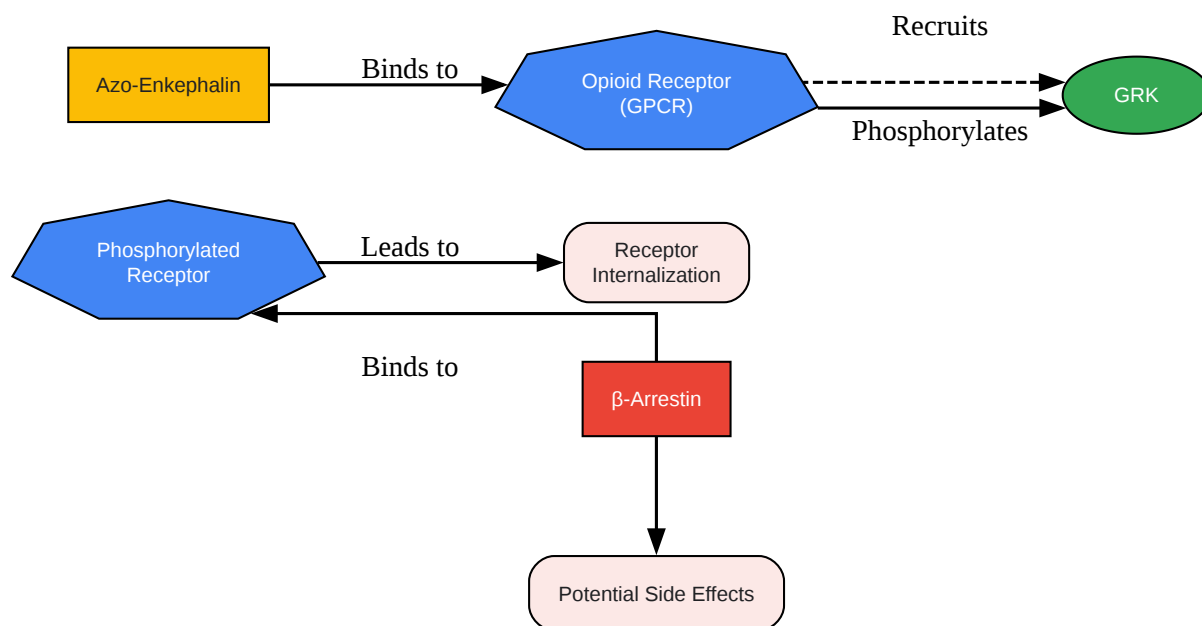 Recruits
Azo-Enkephalin
Binds to
Opioid Receptor
(GPCR)
GRK
Phosphorylates
Phosphorylated
Receptor
Leads to
Receptor
Internalization
Binds to
β-Arrestin
Potential Side Effects